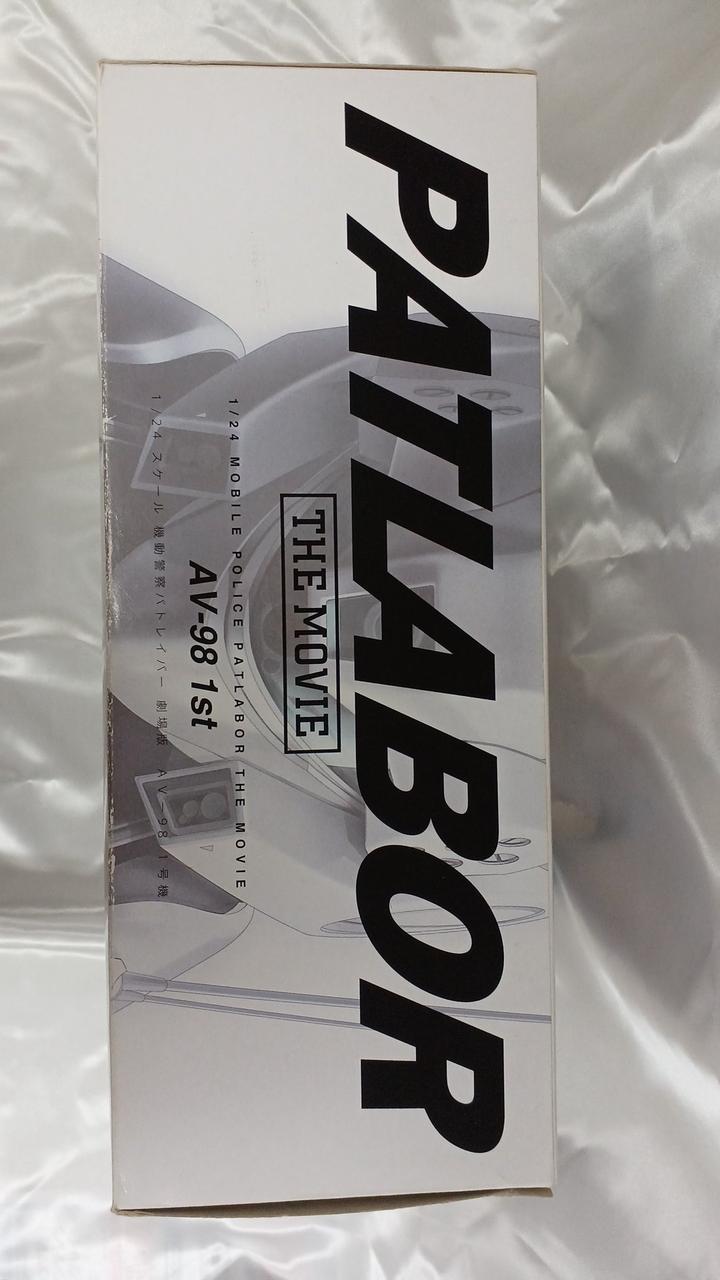 PATLABOR
THE MOVIE
1/24 MOBILE POLICE PATLABOR THE MOVIE
AV-98 1st
1/24 スケール 機動警察パトレイバー 劇場版 AV-98 1号機